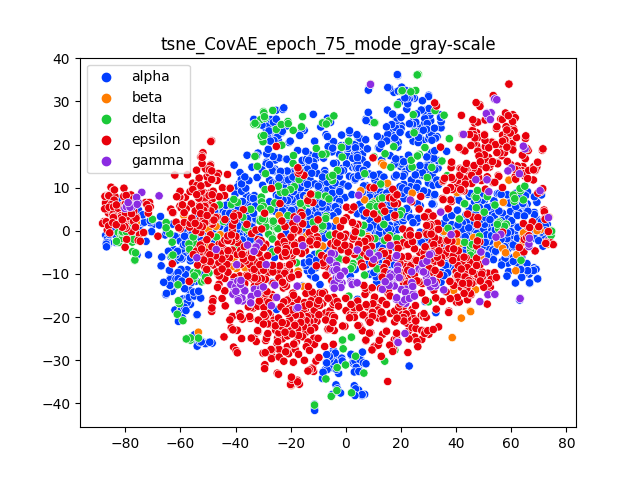 tsne_CovAE_epoch_75_mode_gray-scale
alpha
beta
delta
epsilon
gamma
40
30
20
10
0
−10
−20
−30
−40
−80 −60 −40 −20 0 20 40 60 80